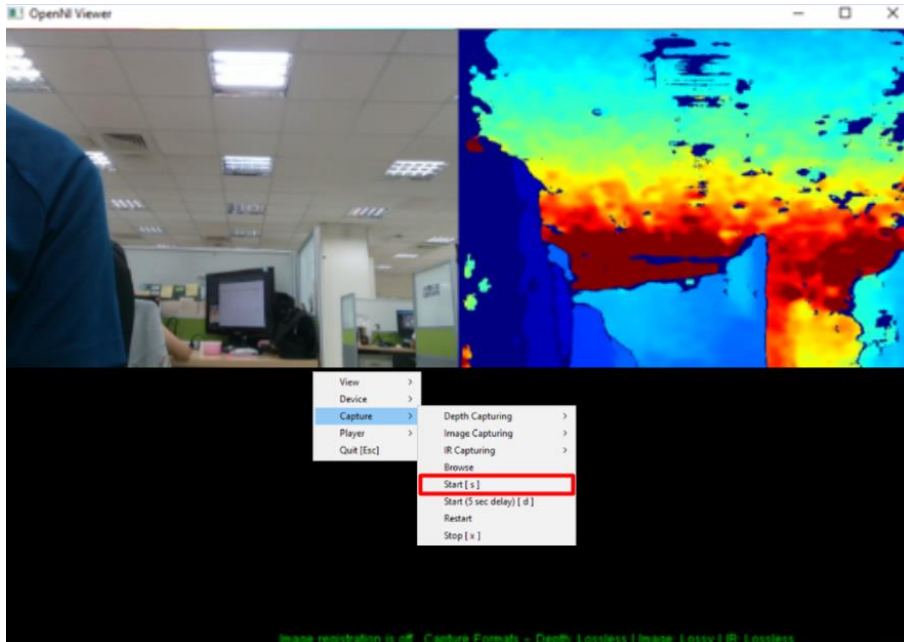 OpenNI Viewer
View >
Device >
Capture >
Player >
Quit [Esc]
Depth Capturing >
Image Capturing >
IR Capturing >
Browse
Start [ s ]
Start (5 sec delay) [ d ]
Restart
Stop [ x ]
Image registration is off. Capture Formats - Depth: Lossless | Image: Lossy | IR: Lossless